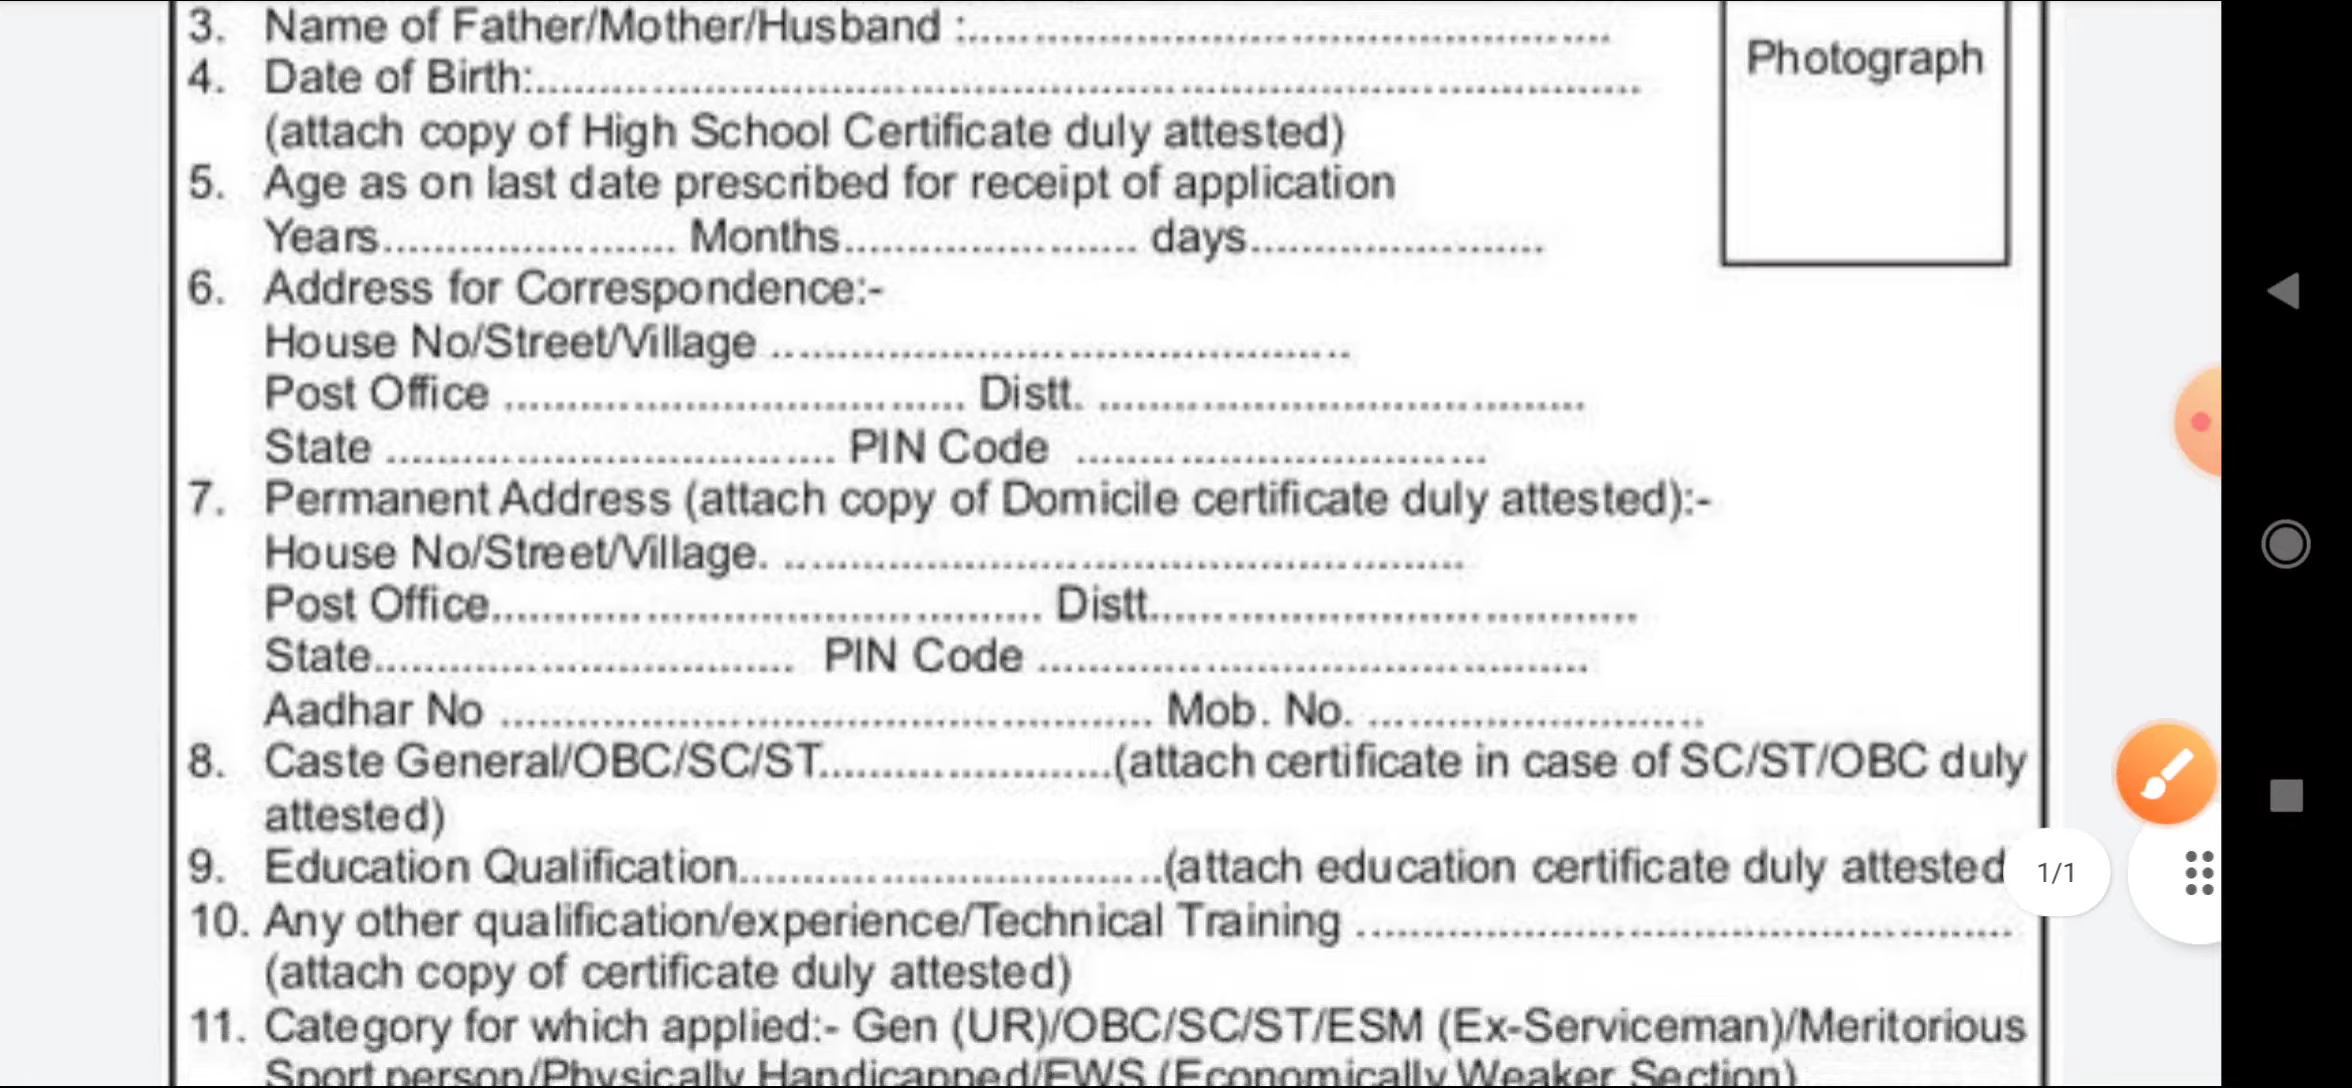 3. Name of Father/Mother/Husband :..........................................................
Photograph
4. Date of Birth:..........................................................................................
(attach copy of High School Certificate duly attested)
5. Age as on last date prescribed for receipt of application
Years....................... Months....................... days.......................
6. Address for Correspondence:-
House No/Street/Village ..............................................
Post Office .................................... Distt. ......................................
State ................................... PIN Code ................................
7. Permanent Address (attach copy of Domicile certificate duly attested):-
House No/Street/Village. ......................................................
Post Office........................................... Distt......................................
State................................. PIN Code ...........................................
Aadhar No ................................................... Mob. No. ..........................
8. Caste General/OBC/SC/ST.......................(attach certificate in case of SC/ST/OBC duly
attested)
9. Education Qualification.................................(attach education certificate duly attested
1/1
10. Any other qualification/experience/Technical Training ...................................................
(attach copy of certificate duly attested)
11. Category for which applied:- Gen (UR)/OBC/SC/ST/ESM (Ex-Serviceman)/Meritorious
Sport person/Physically Handicapped/EWS (Economically Weaker Section)